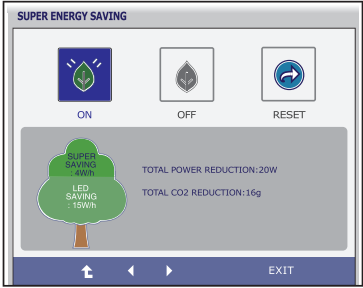 SUPER ENERGY SAVING
ON
OFF
RESET
SUPER
SAVING
: 4W/h
LED
SAVING
: 15W/h
TOTAL POWER REDUCTION:20W
TOTAL CO2 REDUCTION:16g
EXIT